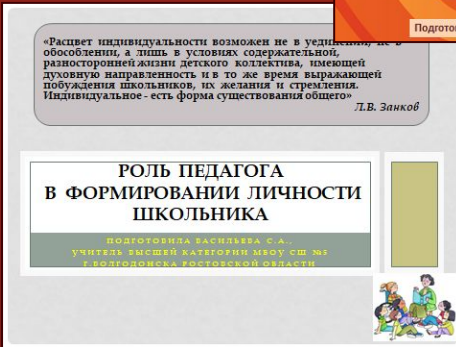 Подготов
«Расцвет индивидуальности возможен не в уединении, не в
обособлении, а лишь в условиях содержательной,
разносторонней жизни детского коллектива, имеющей
духовную направленность и в то же время выражающей
побуждения школьников, их желания и стремления.
Индивидуальное - есть форма существования общего»
Л.В. Занков
РОЛЬ ПЕДАГОГА
В ФОРМИРОВАНИИ ЛИЧНОСТИ
ШКОЛЬНИКА
ПОДГОТОВИЛА ВАСИЛЬЕВА С.А.,
УЧИТЕЛЬ ВЫСШЕЙ КАТЕГОРИИ МБОУ СШ №5
Г.ВОЛГОДОНСКА РОСТОВСКОЙ ОБЛАСТИ